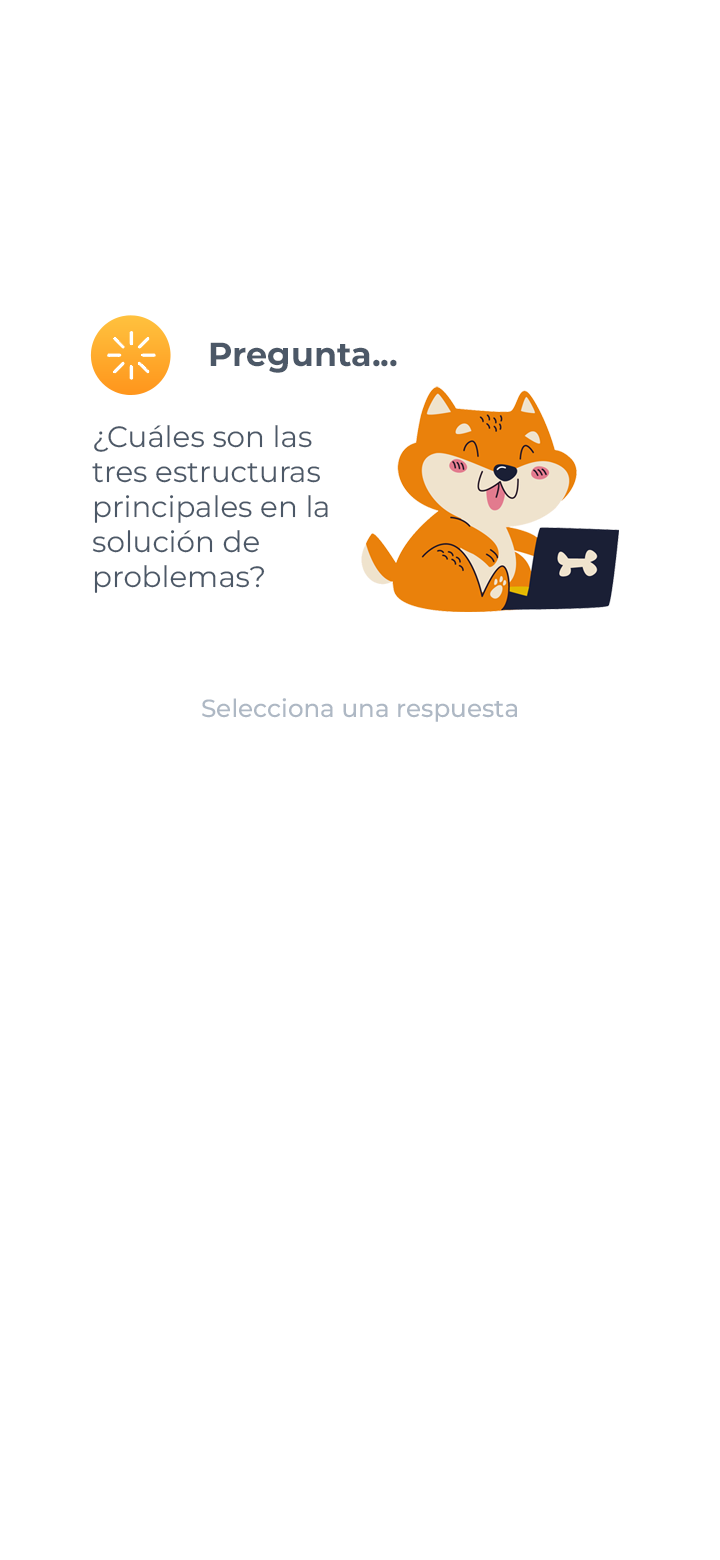 Pregunta...
¿Cuáles son las
tres estructuras
principales en la
solución de
problemas?
Selecciona una respuesta